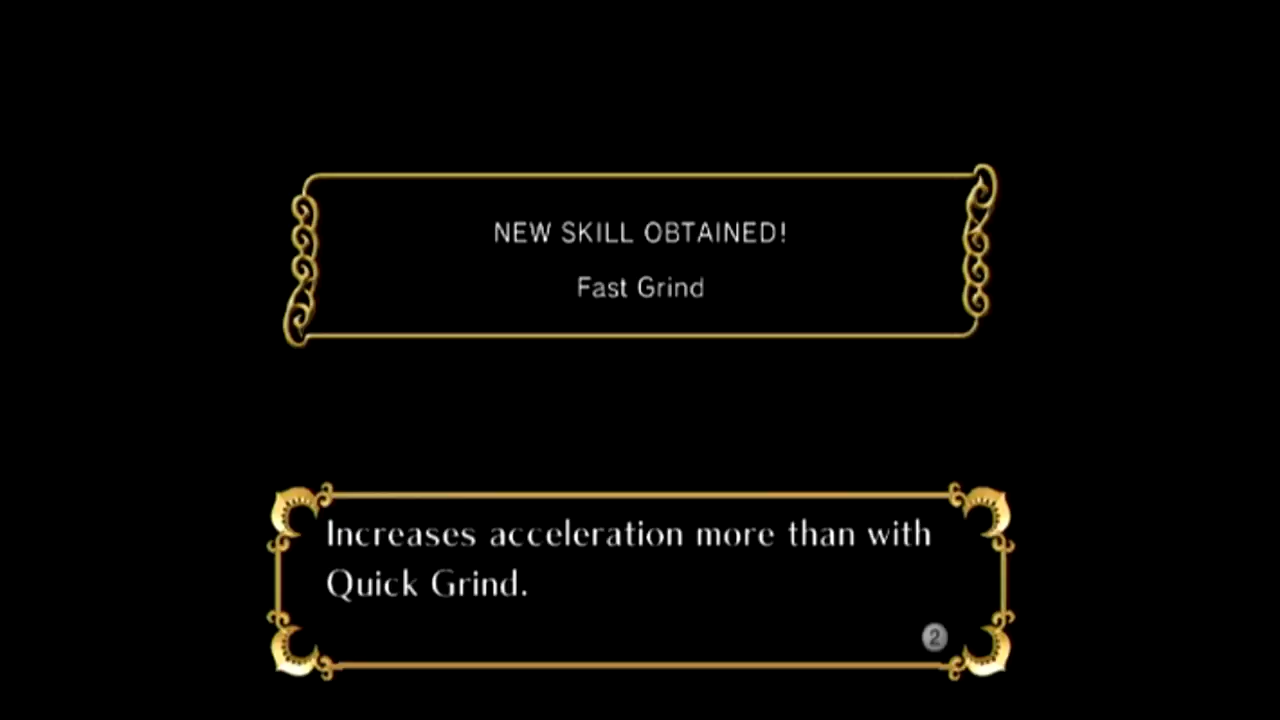 NEW SKILL OBTAINED!
Fast Grind
Increases acceleration more than with
Quick Grind.
2